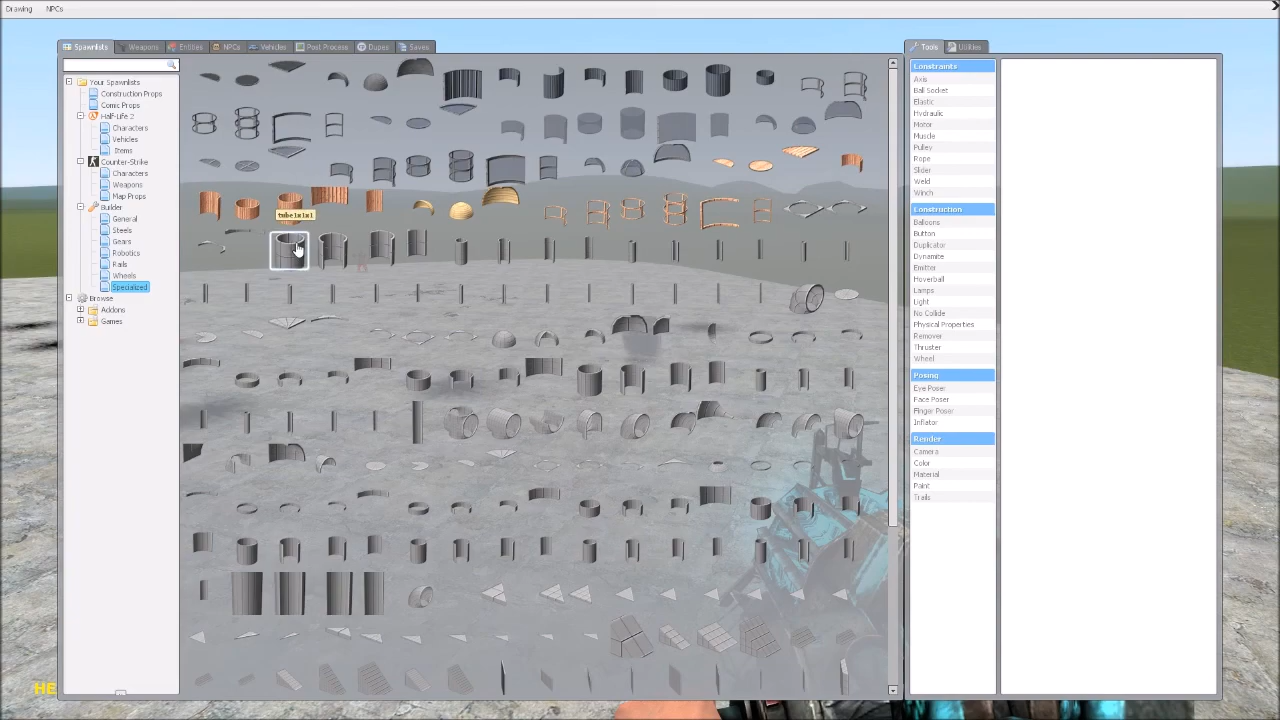 Drawing NPCs
Spawnlists Weapons Entities NPCs Vehicles Post Process Dupes Saves
Your Spawnlists
Construction Props
Comic Props
Half-Life 2
Characters
Vehicles
Items
Counter-Strike
Characters
Weapons
Map Props
Builder
General
Steels
Gears
Robotics
Rails
Wheels
Specialized
Browse
Addons
Games
tube1x1x1
HE
Tools Utilities
Constraints
Axis
Ball Socket
Elastic
Hydraulic
Motor
Muscle
Pulley
Rope
Slider
Weld
Winch
Construction
Balloons
Button
Duplicator
Dynamite
Emitter
Hoverball
Lamps
Light
No Collide
Physical Properties
Remover
Thruster
Wheel
Posing
Eye Poser
Face Poser
Finger Poser
Inflator
Render
Camera
Color
Material
Paint
Trails